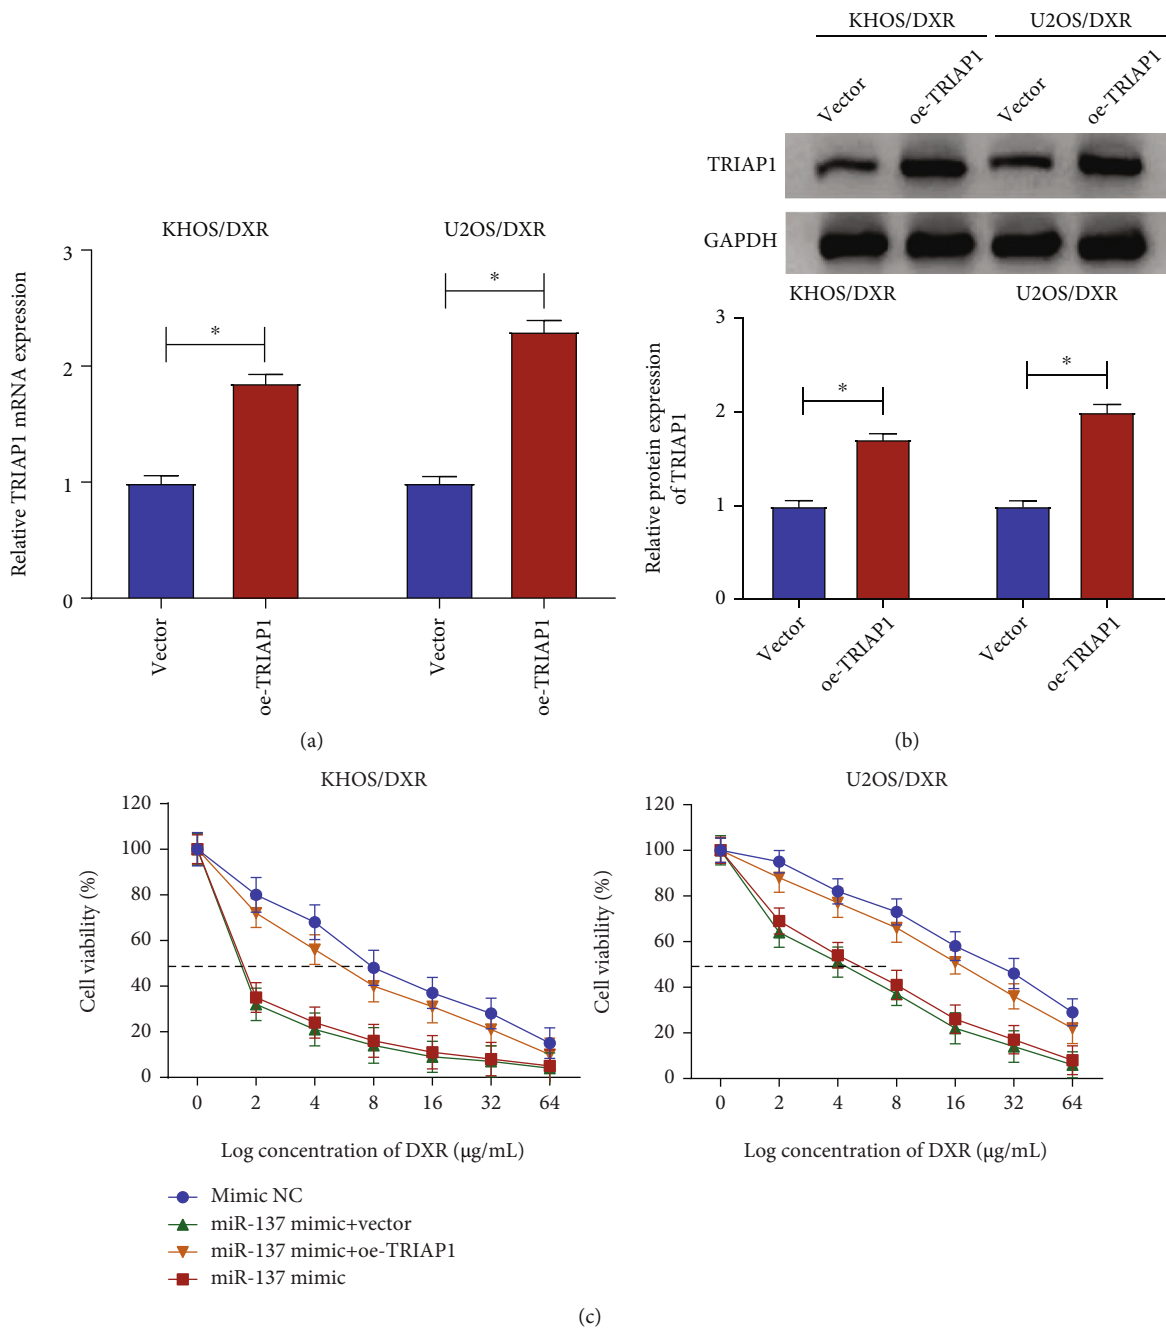 KHOS/DXR
U2OS/DXR
3
2
1
0
Relative TRIAP1 mRNA expression
*
*
Vector
oe-TRIAP1
Vector
oe-TRIAP1
(a)
KHOS/DXR
U2OS/DXR
Vector
oe-TRIAP1
Vector
oe-TRIAP1
TRIAP1
GAPDH
KHOS/DXR
U2OS/DXR
3
2
1
0
Relative protein expression
of TRIAP1
*
*
Vector
oe-TRIAP1
Vector
oe-TRIAP1
(b)
KHOS/DXR
120
100
80
60
40
20
0
Cell viability (%)
0 2 4 8 16 32 64
Log concentration of DXR (μg/mL)
U2OS/DXR
120
100
80
60
40
20
0
Cell viability (%)
0 2 4 8 16 32 64
Log concentration of DXR (μg/mL)
Mimic NC
miR-137 mimic+vector
miR-137 mimic+oe-TRIAP1
miR-137 mimic
(c)